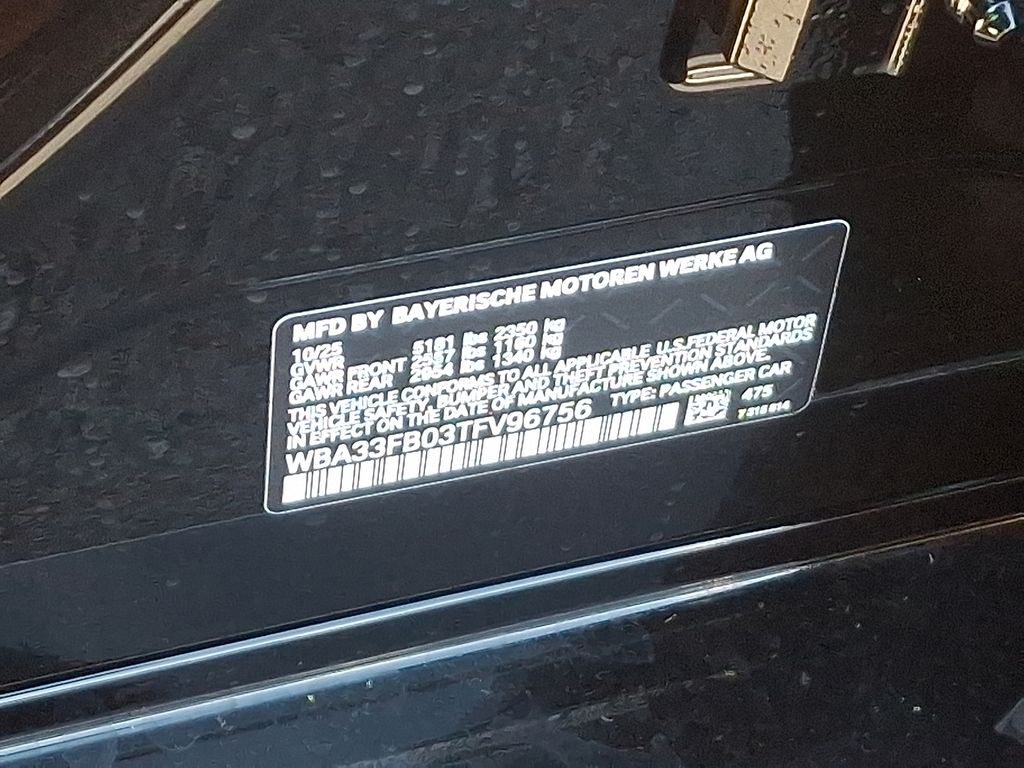 MFD BY BAYERISCHE MOTOREN WERKE AG
10/25
GVWR 5181 lbs 2350 kg
GAWR FRONT 2557 lbs 1160 kg
GAWR REAR 2954 lbs 1340 kg
THIS VEHICLE CONFORMS TO ALL APPLICABLE U.S.FEDERAL MOTOR
VEHICLE SAFETY, BUMPER, AND THEFT PREVENTION STANDARDS
IN EFFECT ON THE DATE OF MANUFACTURE SHOWN ABOVE.
WBA33FB03TFV96756 TYPE: PASSENGER CAR
475